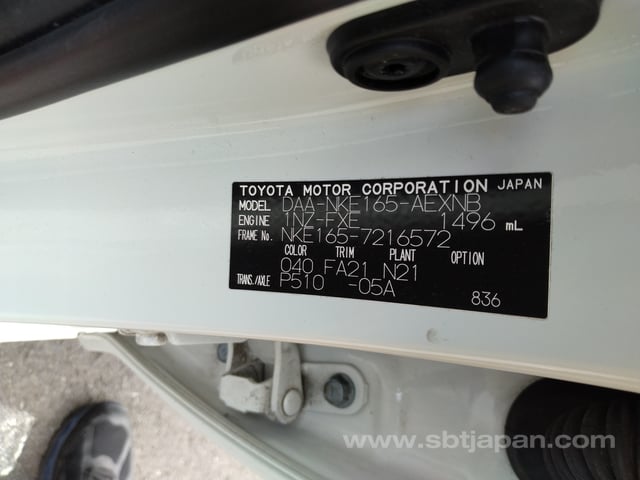 TOYOTA MOTOR CORPORATION JAPAN
MODEL DAA-NKE165-AEXNB
ENGINE 1NZ-FXE 1496 mL
FRAME No. NKE165-7216572
COLOR TRIM PLANT OPTION
040 FA21 N21
TRANS./AXLE P510 -05A
836
www.sbtjapan.com